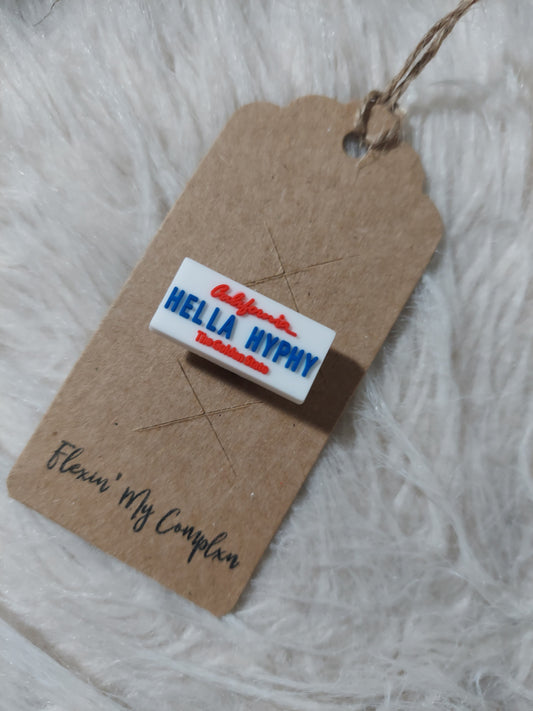 California
HELLA HYPHY
The Golden State
Flexin' My Complxn